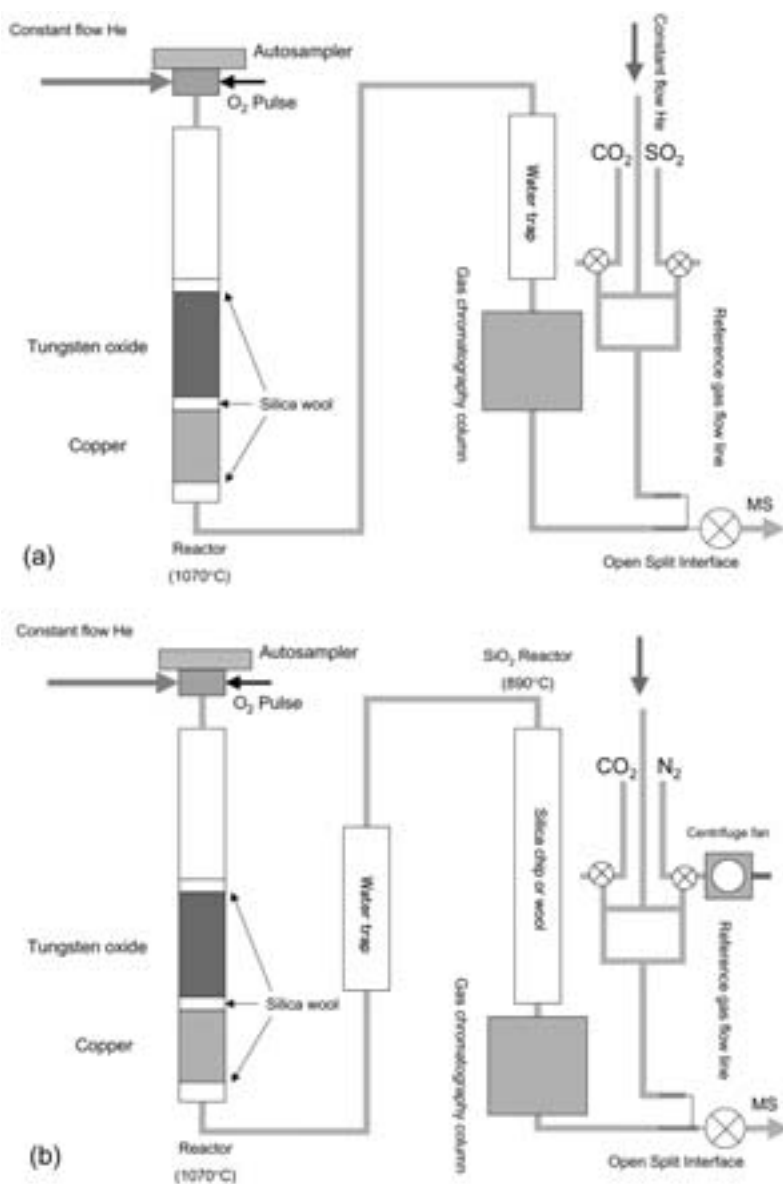 Constant flow He
Autosampler
O₂ Pulse
Tungsten oxide
Silica wool
Copper
Reactor
(1070°C)
(a)
Water trap
Gas chromatography column
Constant flow He
CO₂
SO₂
Reference gas flow line
MS
Open Split Interface
Constant flow He
Autosampler
O₂ Pulse
Tungsten oxide
Silica wool
Copper
Reactor
(1070°C)
(b)
Water trap
SiO₂ Reactor
(890°C)
Silica chip or wool
Gas chromatography column
CO₂
N₂
Centrifuge fan
Reference gas flow line
MS
Open Split Interface